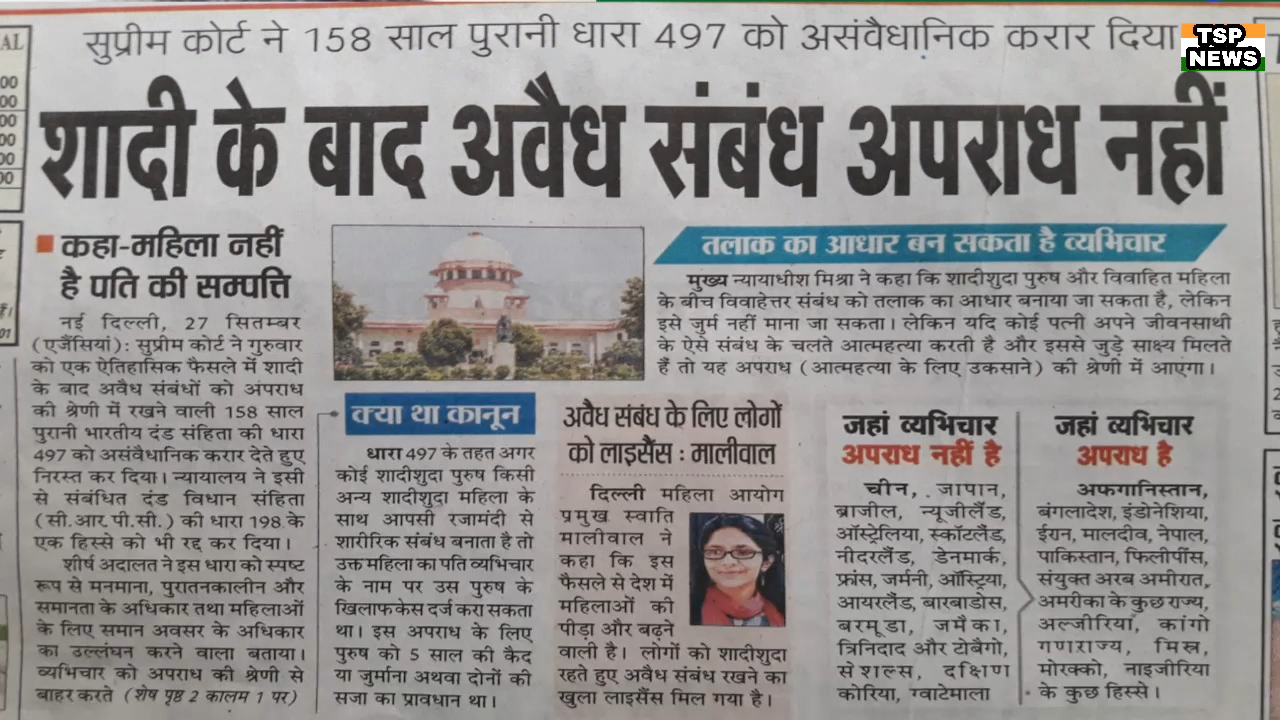 सुप्रीम कोर्ट ने 158 साल पुरानी धारा 497 को असंवैधानिक करार दिया
TSP
NEWS
शादी के बाद अवैध संबंध अपराध नहीं
कहा-महिला नहीं
है पति की सम्पत्ति
नई दिल्ली, 27 सितम्बर
(एजैंसियां): सुप्रीम कोर्ट ने गुरुवार
को एक ऐतिहासिक फैसले में शादी
के बाद अवैध संबंधों को अपराध
की श्रेणी में रखने वाली 158 साल
पुरानी भारतीय दंड संहिता की धारा
497 को असंवैधानिक करार देते हुए
निरस्त कर दिया। न्यायालय ने इसी
से संबंधित दंड विधान संहिता
(सी.आर.पी.सी.) की धारा 198 के
एक हिस्से को भी रद्द कर दिया।
शीर्ष अदालत ने इस धारा को स्पष्ट
रूप से मनमाना, पुरातनकालीन और
समानता के अधिकार तथा महिलाओं
के लिए समान अवसर के अधिकार
का उल्लंघन करने वाला बताया।
व्यभिचार को अपराध की श्रेणी से
बाहर करते (शेष पृष्ठ 2 कालम 1 पर)
तलाक का आधार बन सकता है व्यभिचार
मुख्य न्यायाधीश मिश्रा ने कहा कि शादीशुदा पुरुष और विवाहित महिला
के बीच विवाहेत्तर संबंध को तलाक का आधार बनाया जा सकता है, लेकिन
इसे जुर्म नहीं माना जा सकता। लेकिन यदि कोई पत्नी अपने जीवनसाथी
के ऐसे संबंध के चलते आत्महत्या करती है और इससे जुड़े साक्ष्य मिलते
हैं तो यह अपराध (आत्महत्या के लिए उकसाने) की श्रेणी में आएंगा।
क्या था कानून
धारा 497 के तहत अगर
कोई शादीशुदा पुरुष किसी
अन्य शादीशुदा महिला के
साथ आपसी रजामंदी से
शारीरिक संबंध बनाता है तो
उक्त महिला का पति व्यभिचार
के नाम पर उस पुरुष के
खिलाफ केस दर्ज करा सकता
था। इस अपराध के लिए
पुरुष को 5 साल की कैद
या जुर्माना अथवा दोनों की
सजा का प्रावधान था।
अवैध संबंध के लिए लोगों
को लाइसैंस : मालीवाल
दिल्ली महिला आयोग
प्रमुख स्वाति
मालीवाल ने
कहा कि इस
फैसले से देश में
महिलाओं की
पीड़ा और बढ़ने
वाली है। लोगों को शादीशुदा
रहते हुए अवैध संबंध रखने का
खुला लाइसैंस मिल गया है।
जहां व्यभिचार
अपराध नहीं है
चीन, जापान,
ब्राजील, न्यूजीलैंड,
ऑस्ट्रेलिया, स्कॉटलैंड,
नीदरलैंड, डेनमार्क,
फ्रांस, जर्मनी, ऑस्ट्रिया,
आयरलैंड, बारबाडोस,
बरमूडा, जमैका,
त्रिनिदाद और टोबैगो,
सेशल्स, दक्षिण
कोरिया, ग्वाटेमाला
जहां व्यभिचार
अपराध है
अफगानिस्तान,
बंगलादेश, इंडोनेशिया,
ईरान, मालदीव, नेपाल,
पाकिस्तान, फिलीपींस,
संयुक्त अरब अमीरात,
अमरीका के कुछ राज्य,
अल्जीरिया, कांगो
गणराज्य, मिस्र,
मोरक्को, नाइजीरिया
के कुछ हिस्से।